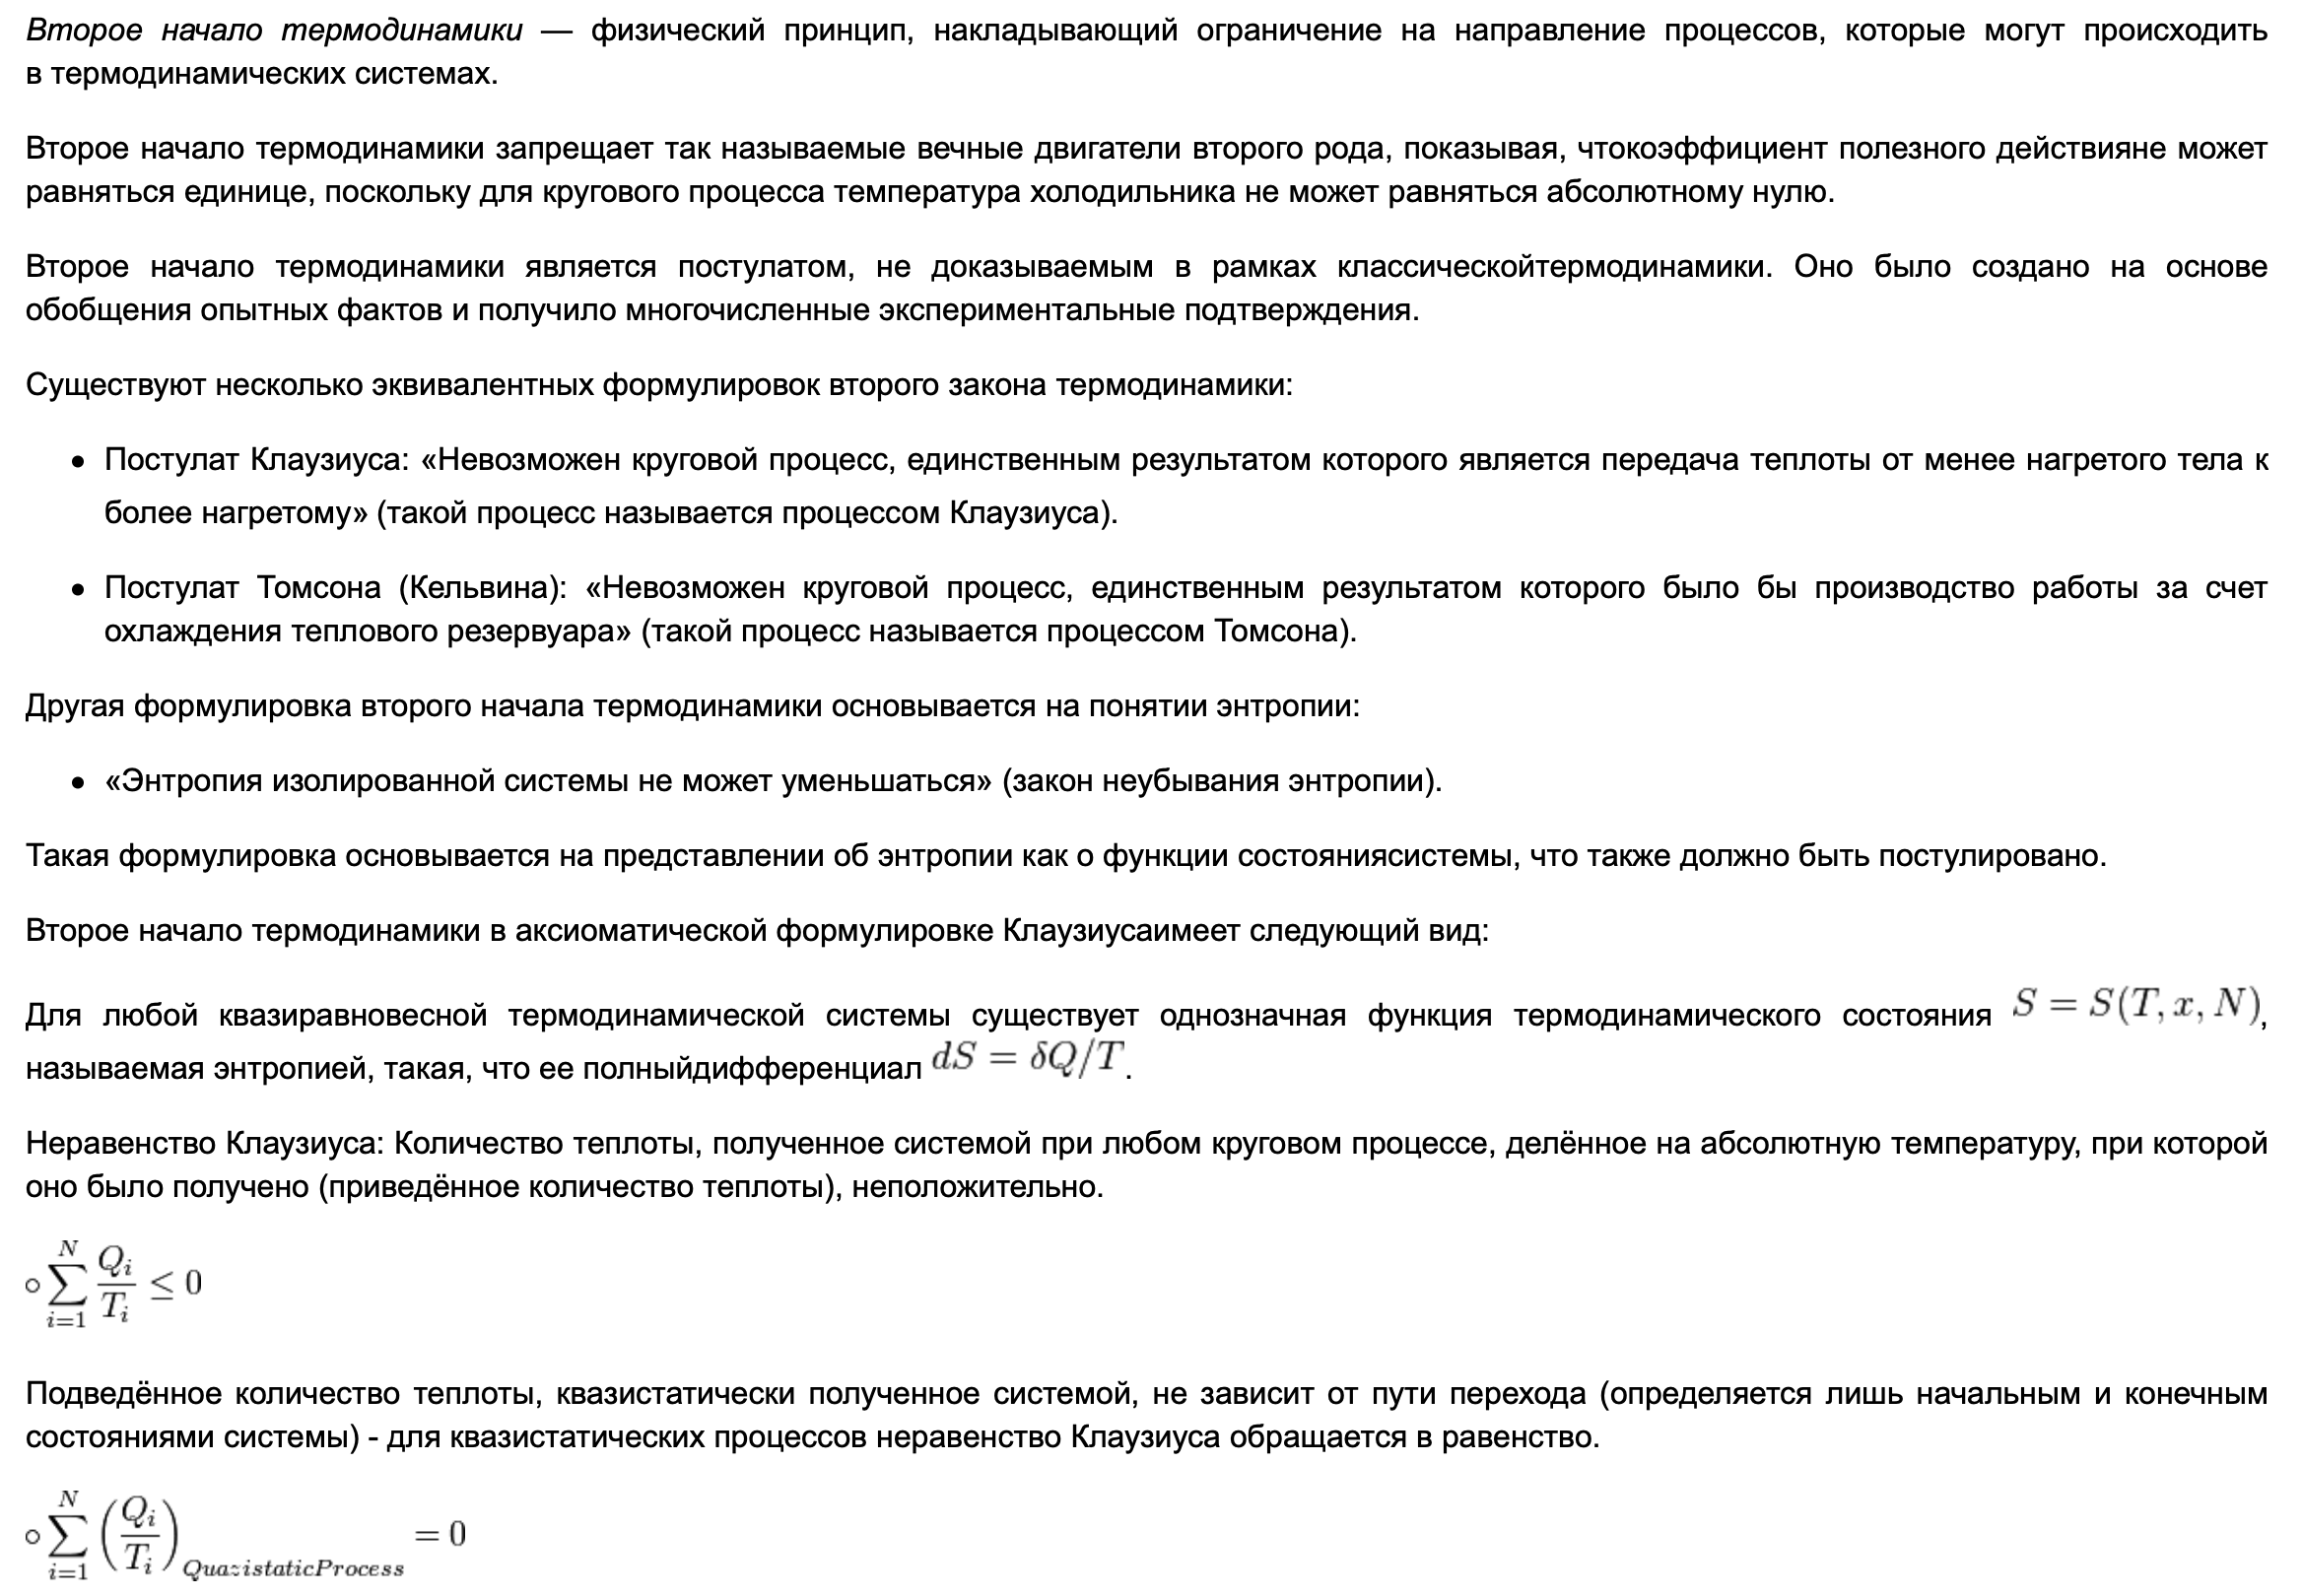 Второе начало термодинамики — физический принцип, накладывающий ограничение на направление процессов, которые могут происходить
в термодинамических системах.
Второе начало термодинамики запрещает так называемые вечные двигатели второго рода, показывая, чтокоэффициент полезного действияне может
равняться единице, поскольку для кругового процесса температура холодильника не может равняться абсолютному нулю.
Второе начало термодинамики является постулатом, не доказываемым в рамках классическойтермодинамики. Оно было создано на основе
обобщения опытных фактов и получило многочисленные экспериментальные подтверждения.
Существуют несколько эквивалентных формулировок второго закона термодинамики:
• Постулат Клаузиуса: «Невозможен круговой процесс, единственным результатом которого является передача теплоты от менее нагретого тела к
более нагретому» (такой процесс называется процессом Клаузиуса).
• Постулат Томсона (Кельвина): «Невозможен круговой процесс, единственным результатом которого было бы производство работы за счет
охлаждения теплового резервуара» (такой процесс называется процессом Томсона).
Другая формулировка второго начала термодинамики основывается на понятии энтропии:
• «Энтропия изолированной системы не может уменьшаться» (закон неубывания энтропии).
Такая формулировка основывается на представлении об энтропии как о функции состояниясистемы, что также должно быть постулировано.
Второе начало термодинамики в аксиоматической формулировке Клаузиусаимеет следующий вид:
Для любой квазиравновесной термодинамической системы существует однозначная функция термодинамического состояния S = S(T, x, N),
называемая энтропией, такая, что ее полныйдифференциал dS = δQ/T.
Неравенство Клаузиуса: Количество теплоты, полученное системой при любом круговом процессе, делённое на абсолютную температуру, при которой
оно было получено (приведённое количество теплоты), неположительно.
○ \sum_{i=1}^{N} \frac{Q_i}{T_i} ≤ 0
Подведённое количество теплоты, квазистатически полученное системой, не зависит от пути перехода (определяется лишь начальным и конечным
состояниями системы) - для квазистатических процессов неравенство Клаузиуса обращается в равенство.
○ \sum_{i=1}^{N} \left(\frac{Q_i}{T_i}\right)_{QuazistaticProcess} = 0